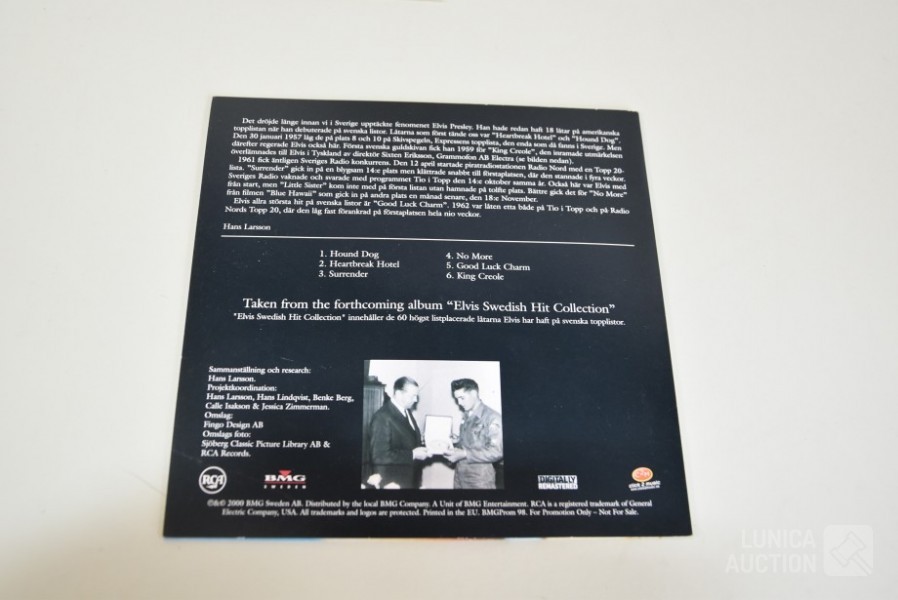 Det dröjde länge innan vi i Sverige upptäckte fenomenet Elvis Presley. Han hade redan haft 18 låtar på amerikanska
topplistan när han debuterade på svenska listor. Låtarna som först tände oss var "Heartbreak Hotel" och "Hound Dog".
Den 30 januari 1957 låg de på plats 8 och 10 på Skivspegeln, Expressens topplista, den enda som då fanns i Sverige. Men
därefter regerade Elvis också här. Första svenska guldskivan fick han 1959 för "King Creole", den inramade utmärkelsen
överlämnades till Elvis i Tyskland av direktör Sixten Eriksson, Grammofon AB Electra (se bilden nedan).
1961 fick äntligen Sveriges Radio konkurrens. Den 12 april startade piratradiostationen Radio Nord med en Topp 20-
lista. "Surrender" gick in på en blygsam 14:e plats men klättrade snabbt till förstaplatsen, där den stannade i fyra veckor.
Sveriges Radio vaknade och svarade med programmet Tio i Topp den 14:e oktober samma år. Också här var Elvis med
från start, men "Little Sister" kom inte med på första listan utan hamnade på tolfte plats. Bättre gick det för "No More"
från filmen "Blue Hawaii" som gick in på andra plats en månad senare, den 18:e November.
Elvis allra största hit på svenska listor är "Good Luck Charm". 1962 var låten etta både på Tio i Topp och på Radio
Nords Topp 20, där den låg fast förankrad på förstaplatsen hela nio veckor.
Hans Larsson
1. Hound Dog
2. Heartbreak Hotel
3. Surrender
4. No More
5. Good Luck Charm
6. King Creole
Taken from the forthcoming album "Elvis Swedish Hit Collection"
"Elvis Swedish Hit Collection" innehåller de 60 högst listplacerade låtarna Elvis har haft på svenska topplistor.
Sammanställning och research:
Hans Larsson.
Projektkoordination:
Hans Larsson, Hans Lindqvist, Benke Berg,
Calle Isakson & Jessica Zimmerman.
Omslag:
Fingo Design AB
Omslags foto:
Sjöberg Classic Picture Library AB &
RCA Records.
RCA
BMG
SWEDEN
DIGITALLY
REMASTERED
click 2 music
℗&© 2000 BMG Sweden AB. Distributed by the local BMG Company. A Unit of BMG Entertainment. RCA is a registered trademark of General
Electric Company, USA. All trademarks and logos are protected. Printed in the EU. BMGProm 98. For Promotion Only – Not For Sale.
LUNICA
AUCTION